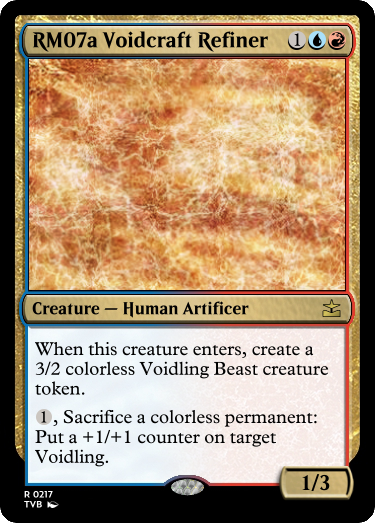 RM07a Voidcraft Refiner 1
Creature — Human Artificer
When this creature enters, create a
3/2 colorless Voidling Beast creature
token.
1, Sacrifice a colorless permanent:
Put a +1/+1 counter on target
Voidling.
1/3
R 0217
TVB